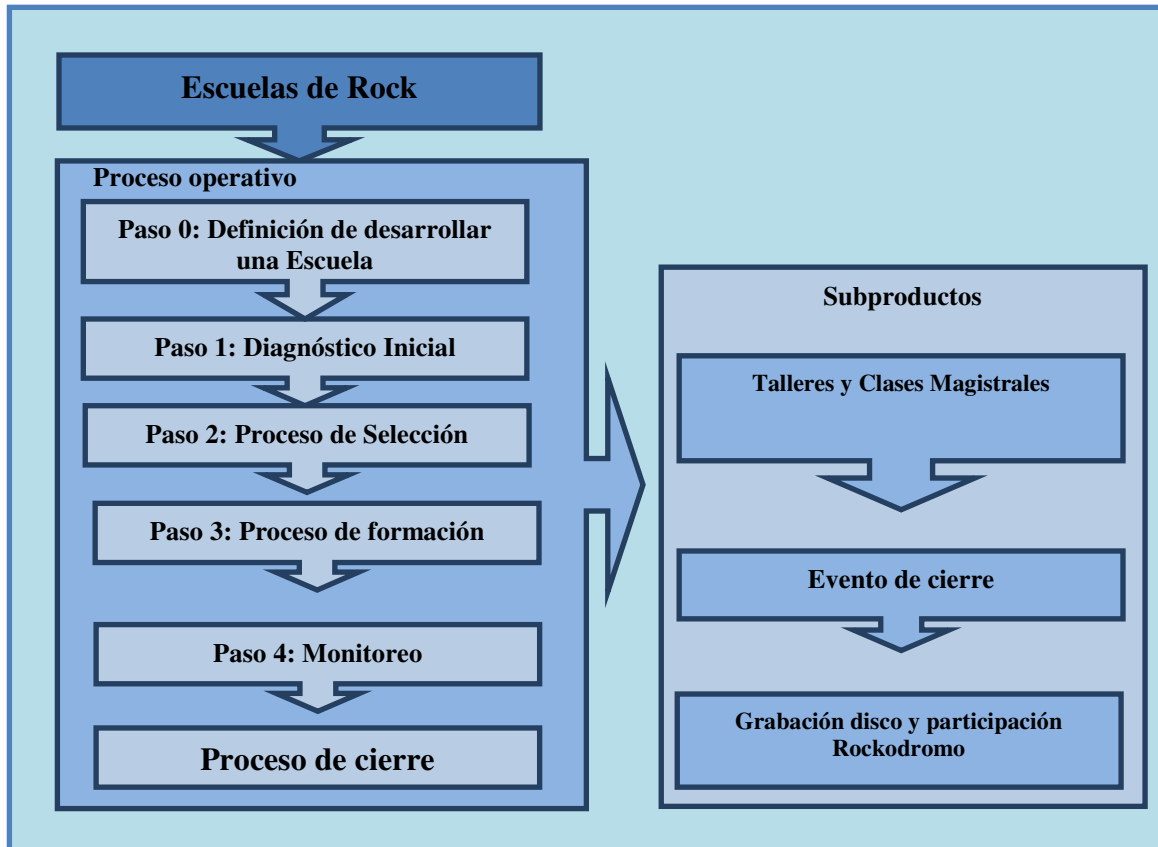 Escuelas de Rock
Proceso operativo
Paso 0: Definición de desarrollar
una Escuela
Paso 1: Diagnóstico Inicial
Paso 2: Proceso de Selección
Paso 3: Proceso de formación
Paso 4: Monitoreo
Proceso de cierre
Subproductos
Talleres y Clases Magistrales
Evento de cierre
Grabación disco y participación
Rockodromo